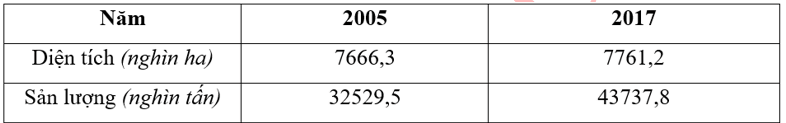 Năm 2005 2017
Diện tích (nghìn ha) 7666,3 7761,2
Sản lượng (nghìn tấn) 32529,5 43737,8